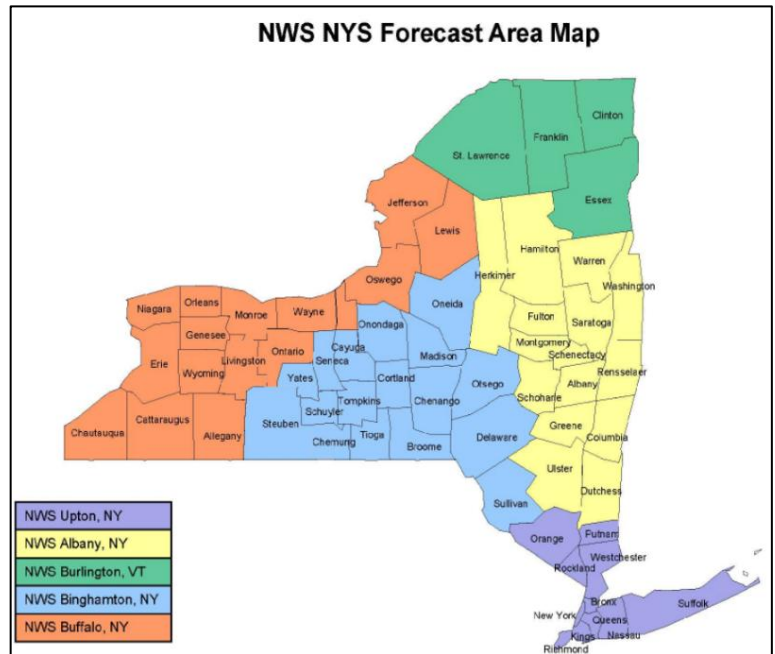 NWS NYS Forecast Area Map
Clinton
Franklin
St. Lawrence
Essex
Jefferson
Lewis
Hamilton
Warren
Herkimer
Washington
Oswego
Oneida
Niagara
Orleans
Monroe
Wayne
Fulton
Saratoga
Onondaga
Genesee
Montgomery
Cayuga
Ontario
Madison
Schenectady
Erie
Livingston
Seneca
Rensselaer
Wyoming
Yates
Cortland
Otsego
Albany
Tompkins
Chenango
Schoharie
Schuyler
Steuben
Greene
Cattaraugus
Chautauqua
Allegany
Tioga
Delaware
Columbia
Chemung
Broome
Ulster
Dutchess
Sullivan
NWS Upton, NY
NWS Albany, NY
NWS Burlington, VT
NWS Binghamton, NY
NWS Buffalo, NY
Orange
Putnam
Westchester
Rockland
Bronx
Suffolk
New York
Queens
Kings
Nassau
Richmond